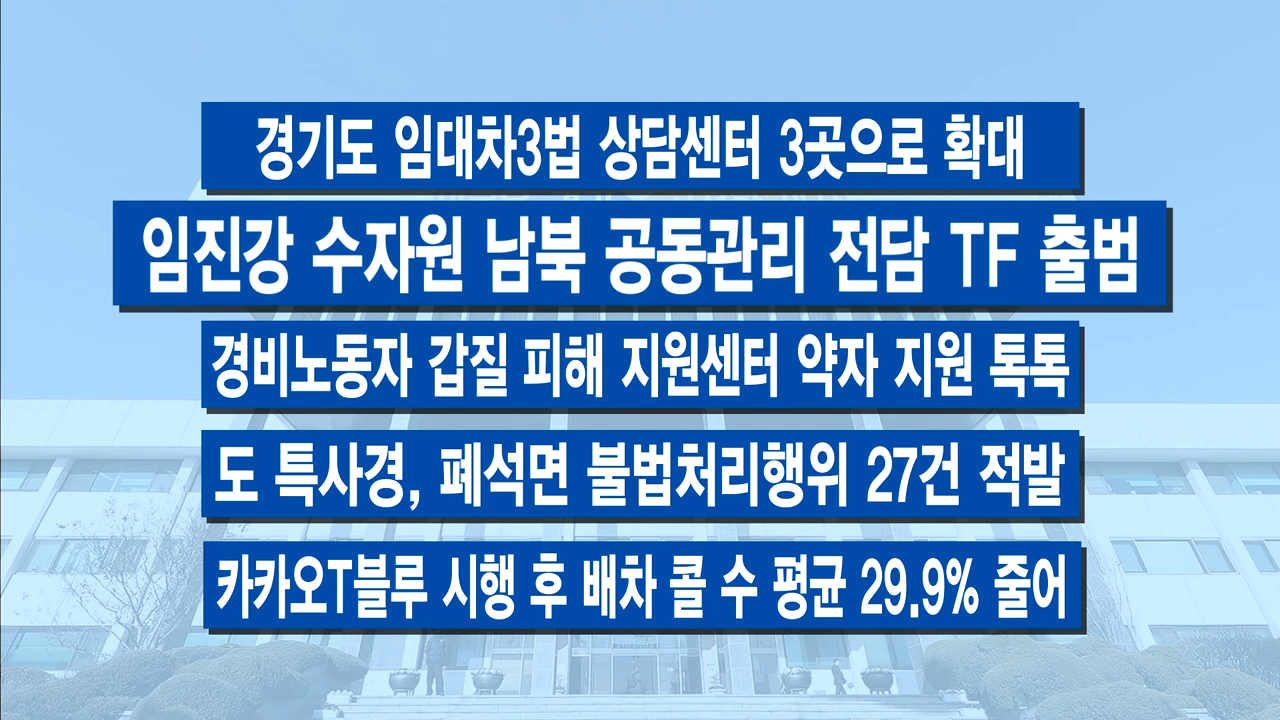 경기도 임대차3법 상담센터 3곳으로 확대
임진강 수자원 남북 공동관리 전담 TF 출범
경비노동자 갑질 피해 지원센터 약자 지원 톡톡
도 특사경, 폐석면 불법처리행위 27건 적발
카카오T블루 시행 후 배차 콜 수 평균 29.9% 줄어